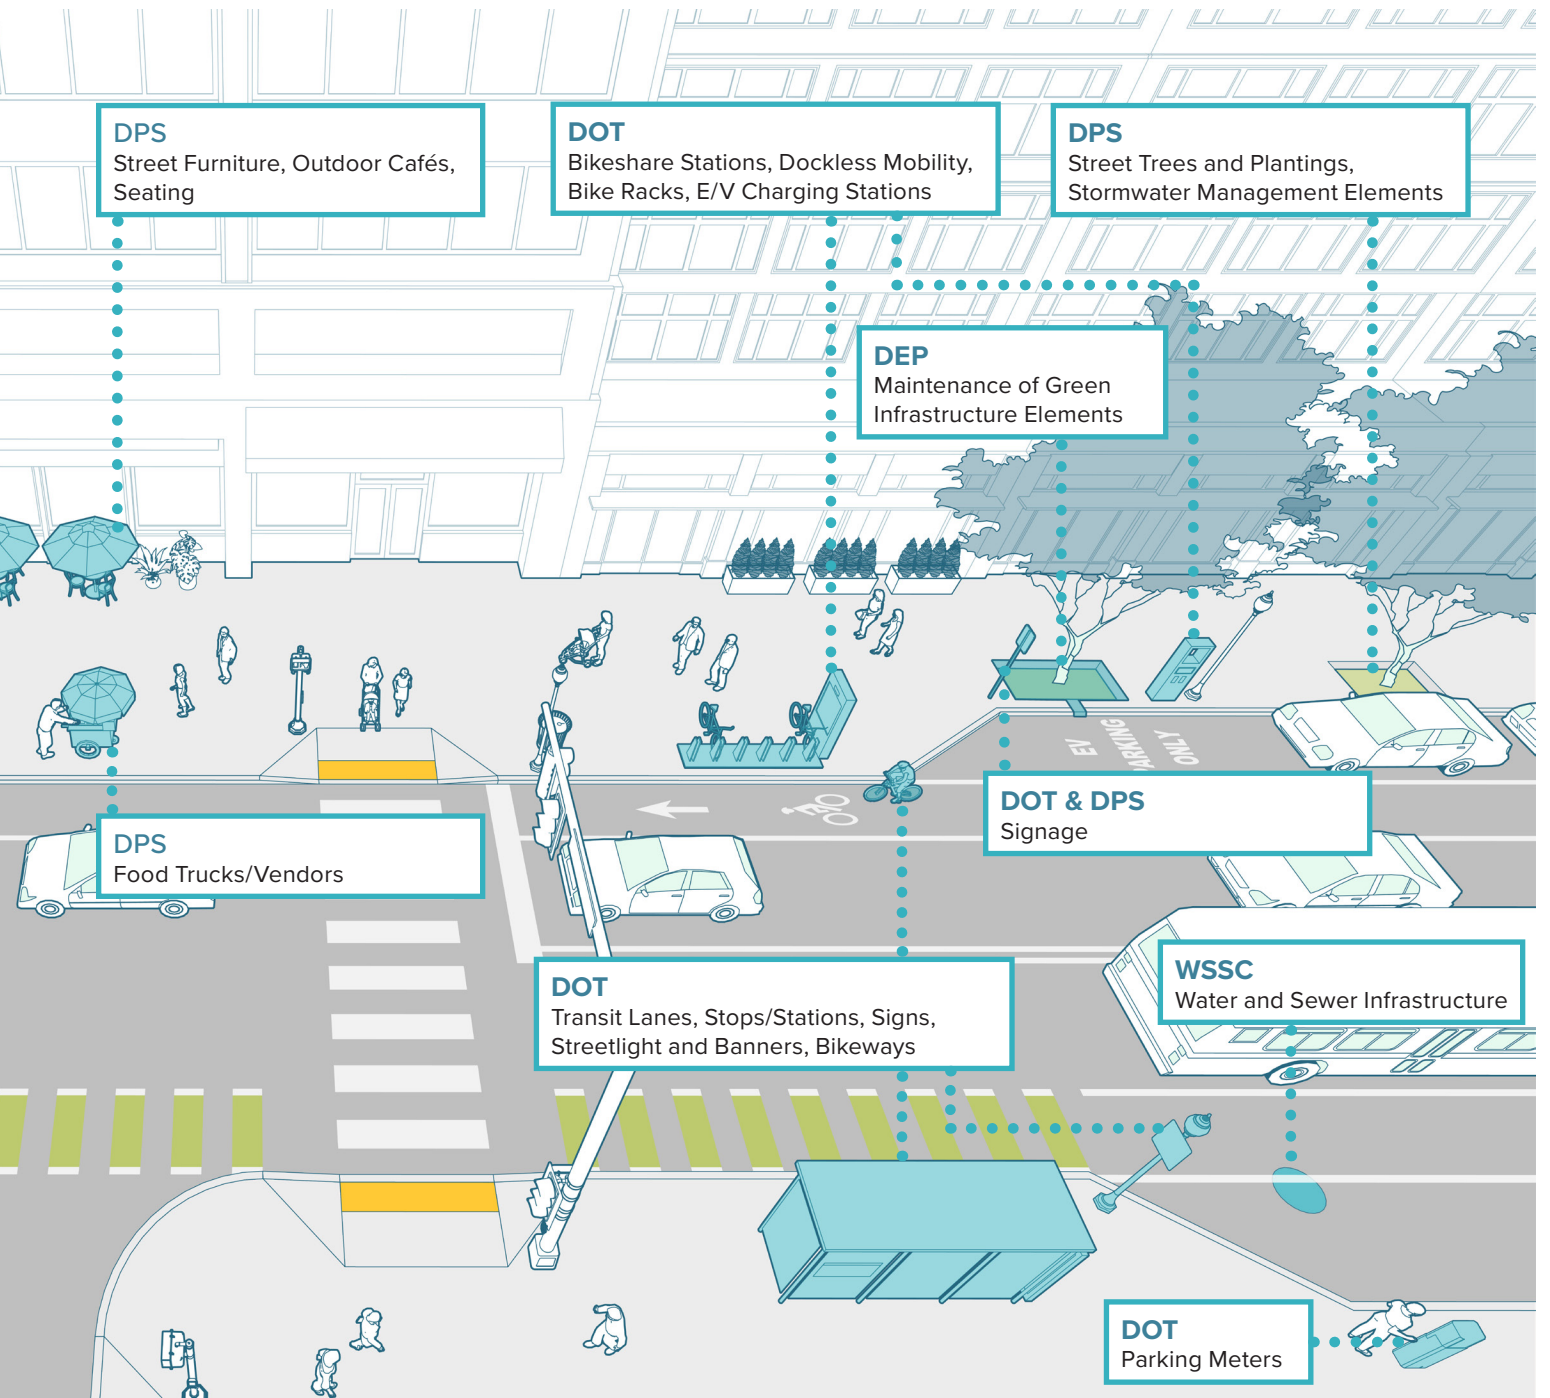 DPS
Street Furniture, Outdoor Cafés,
Seating
DOT
Bikeshare Stations, Dockless Mobility,
Bike Racks, E/V Charging Stations
DPS
Street Trees and Plantings,
Stormwater Management Elements
DEP
Maintenance of Green
Infrastructure Elements
EV
ARKING
ONLY
DOT & DPS
Signage
DPS
Food Trucks/Vendors
DOT
Transit Lanes, Stops/Stations, Signs,
Streetlight and Banners, Bikeways
WSSC
Water and Sewer Infrastructure
DOT
Parking Meters